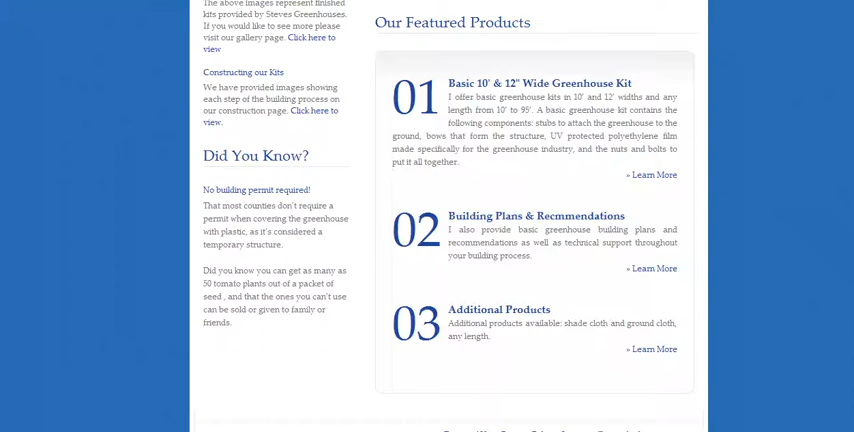 The above images represent finished
kits provided by Steves Greenhouses.
If you would like to see more please
visit our gallery page. Click here to
view
Constructing our Kits
We have provided images showing
each step of the building process on
our construction page. Click here to
view.
Did You Know?
No building permit required!
That most counties don't require a
permit when covering the greenhouse
with plastic, as it's considered a
temporary structure.
Did you know you can get as many as
50 tomato plants out of a packet of
seed , and that the ones you can't use
can be sold or given to family or
friends.
Our Featured Products
01
Basic 10' & 12" Wide Greenhouse Kit
I offer basic greenhouse kits in 10' and 12' widths and any
length from 10' to 95'. A basic greenhouse kit contains the
following components: stubs to attach the greenhouse to the
ground, bows that form the structure, UV protected polyethylene film
made specifically for the greenhouse industry, and the nuts and bolts to
put it all together.
» Learn More
02
Building Plans & Recmmendations
I also provide basic greenhouse building plans and
recommendations as well as technical support throughout
your building process.
» Learn More
03
Additional Products
Additional products available: shade cloth and ground cloth,
any length.
» Learn More